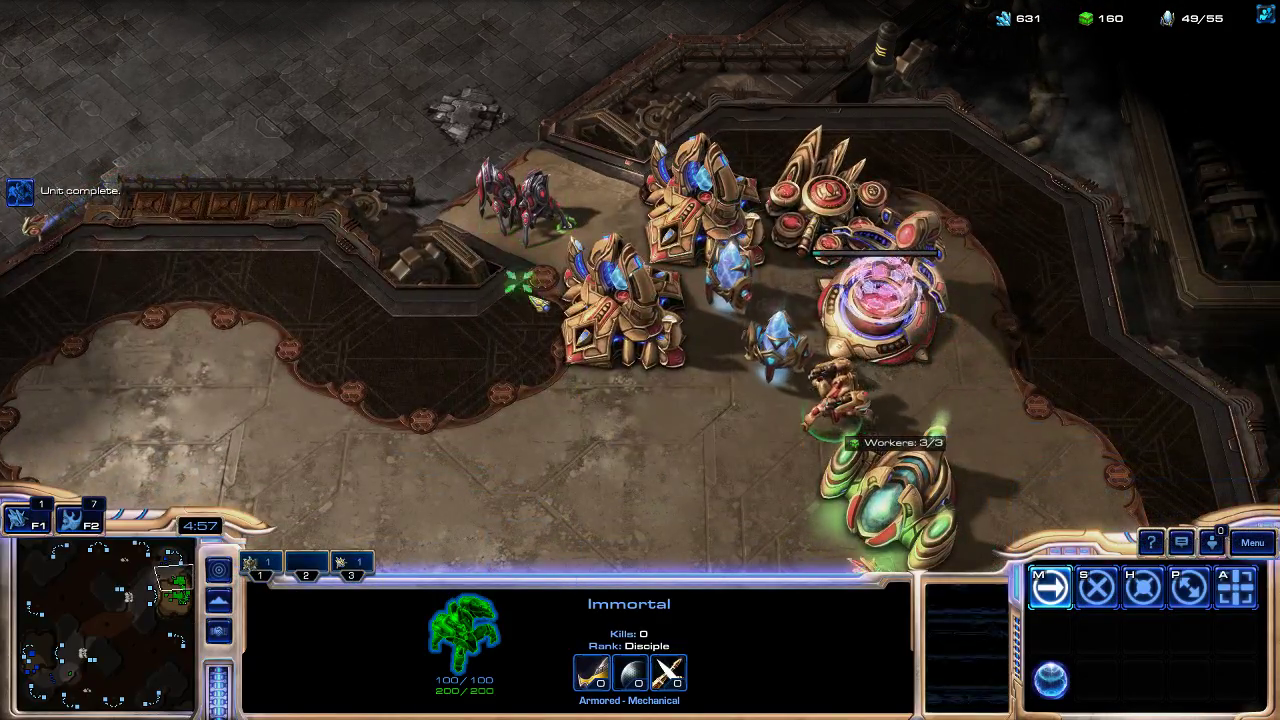 631 160 49/55
Unit complete.
Workers: 3/3
1 7
F1 F2
4:57
0
? Menu
1 1
1 2 3
M S H P A
Immortal
Kills: 0
Rank: Disciple
0 0 0
100/100
200/200
Armored - Mechanical